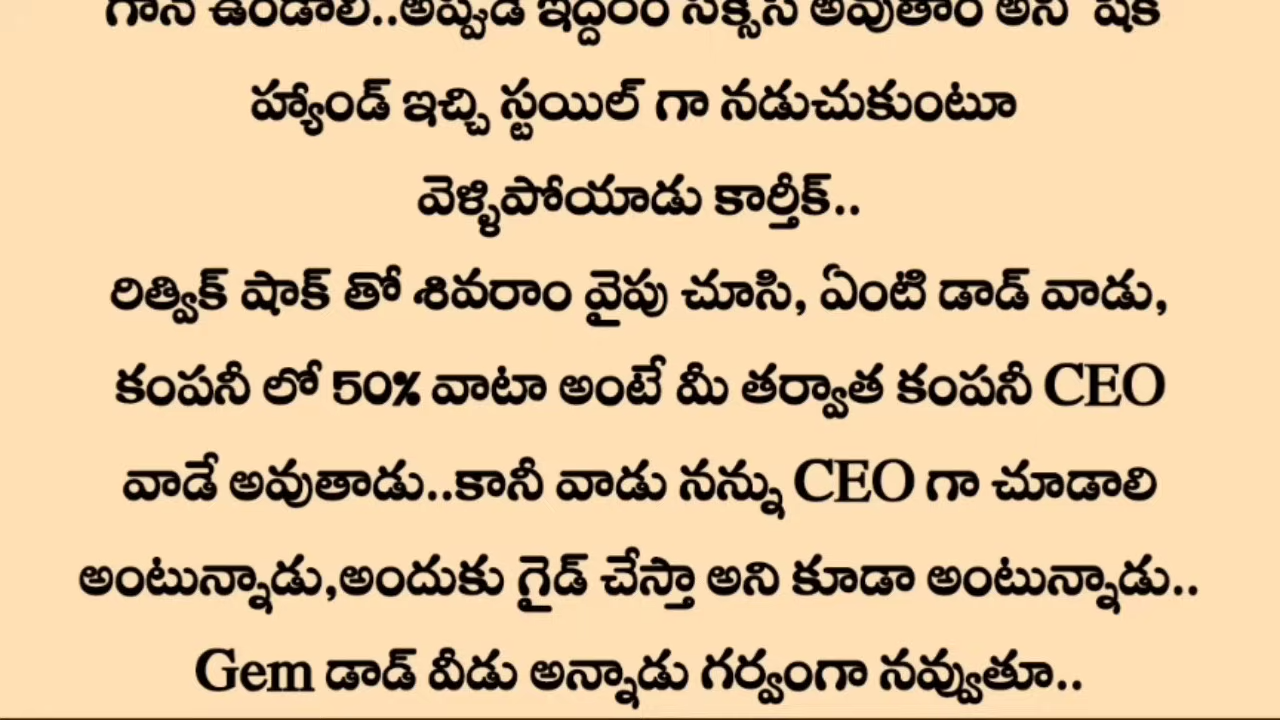 గానే ఉండాలి..అప్పుడే ఇద్దరం సక్సెస్ అవుతాం అని షేక్
హ్యాండ్ ఇచ్చి స్టయిల్ గా నడుచుకుంటూ
వెళ్ళిపోయాడు కార్తీక్..
రిత్విక్ షాక్ తో శివరాం వైపు చూసి, ఏంటి డాడ్ వాడు,
కంపనీ లో 50% వాటా అంటే మీ తర్వాత కంపనీ CEO
వాడే అవుతాడు..కానీ వాడు నన్ను CEO గా చూడాలి
అంటున్నాడు,అందుకు గైడ్ చేస్తా అని కూడా అంటున్నాడు..
Gem డాడ్ వీడు అన్నాడు గర్వంగా నవ్వుతూ..